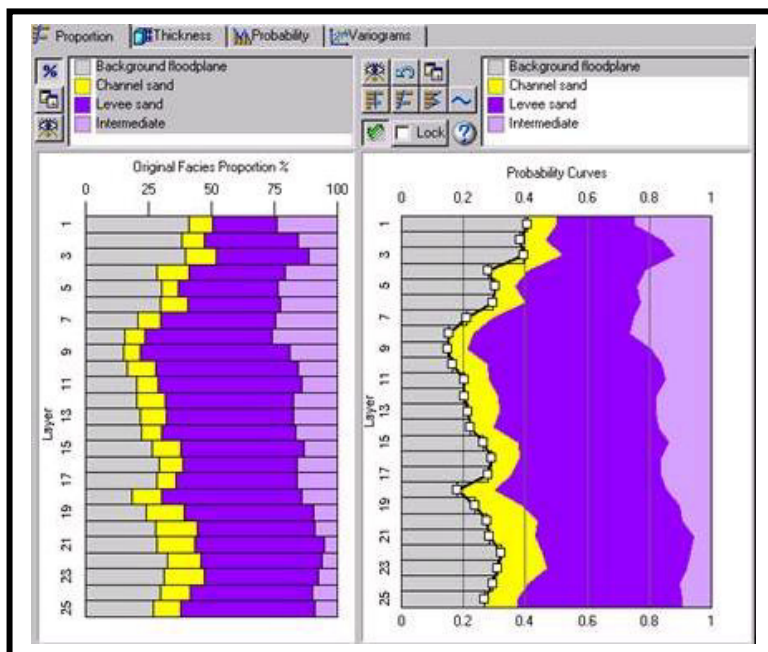 Proportion Thickness Probability Variograms
% Background floodplane
Channel sand
Levee sand
Intermediate
Original Facies Proportion %
0 25 50 75 100
Layer
1
3
5
7
9
11
13
15
17
19
21
23
25
Background floodplane
Channel sand
Levee sand
Intermediate
Lock ?
Probability Curves
0 0.2 0.4 0.6 0.8 1
1
3
5
7
9
11
13
15
17
19
21
23
25
0 0.2 0.4 0.6 0.8 1